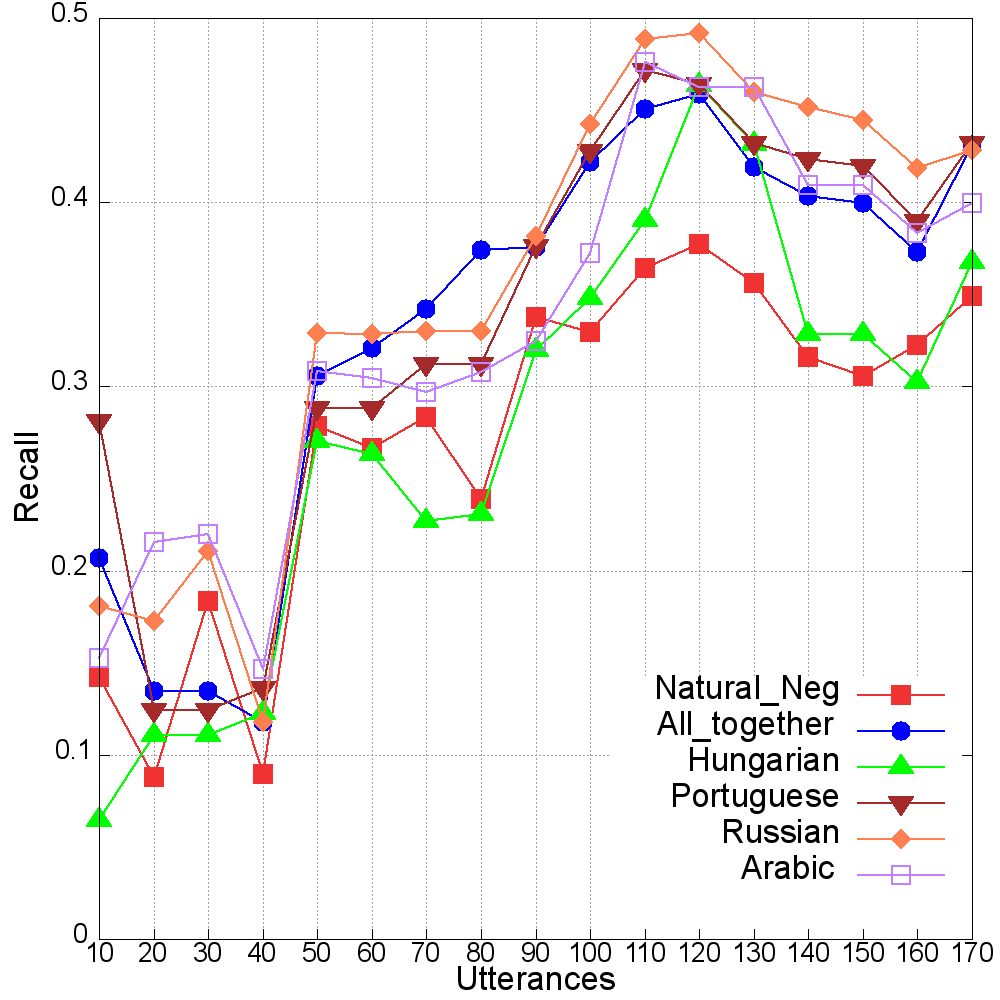 0.5
0.4
0.3
0.2
0.1
0
Recall
10 20 30 40 50 60 70 80 90 100 110 120 130 140 150 160 170
Utterances
Natural_Neg
All_together
Hungarian
Portuguese
Russian
Arabic